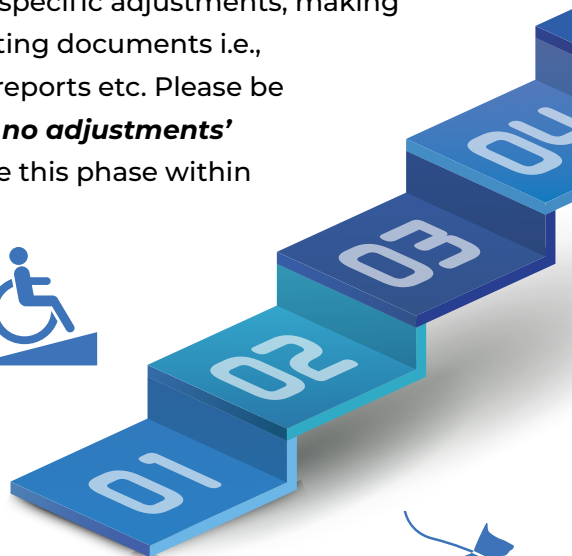 specific adjustments, making
ting documents i.e.,
reports etc. Please be
no adjustments’
e this phase within
04
03
02
01